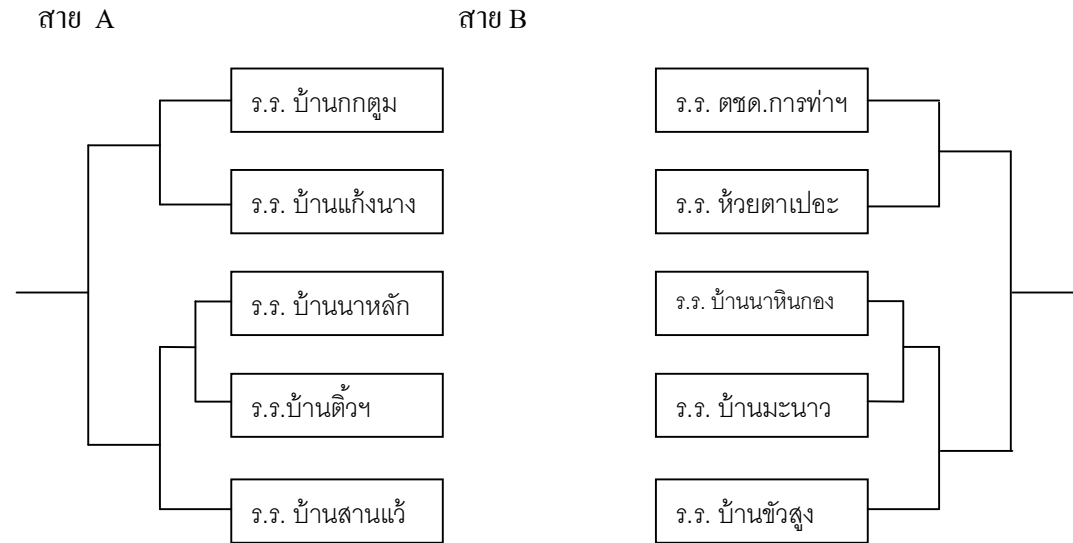 สาย A
สาย B
ร.ร. บ้านกกตูม
ร.ร. ตชด.การท่าฯ
ร.ร. บ้านแก้งนาง
ร.ร. ห้วยตาเปอะ
ร.ร. บ้านนาหลัก
ร.ร. บ้านนาหินกอง
ร.ร.บ้านติ้วฯ
ร.ร. บ้านมะนาว
ร.ร. บ้านสานแว้
ร.ร. บ้านขัวสูง